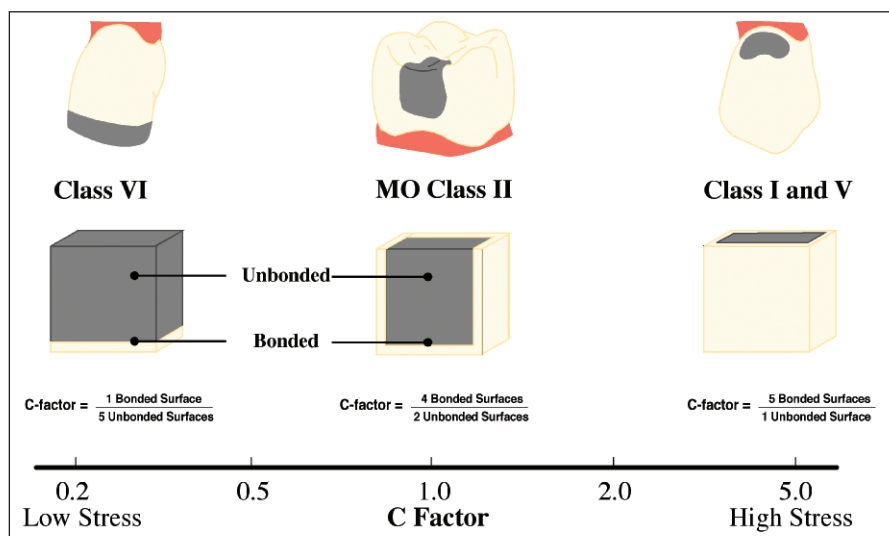 Class VI
MO Class II
Class I and V
Unbonded
Bonded
C-factor = 1 Bonded Surface / 5 Unbonded Surfaces
C-factor = 4 Bonded Surfaces / 2 Unbonded Surfaces
C-factor = 5 Bonded Surfaces / 1 Unbonded Surface
0.2 0.5 1.0 2.0 5.0
Low Stress C Factor High Stress